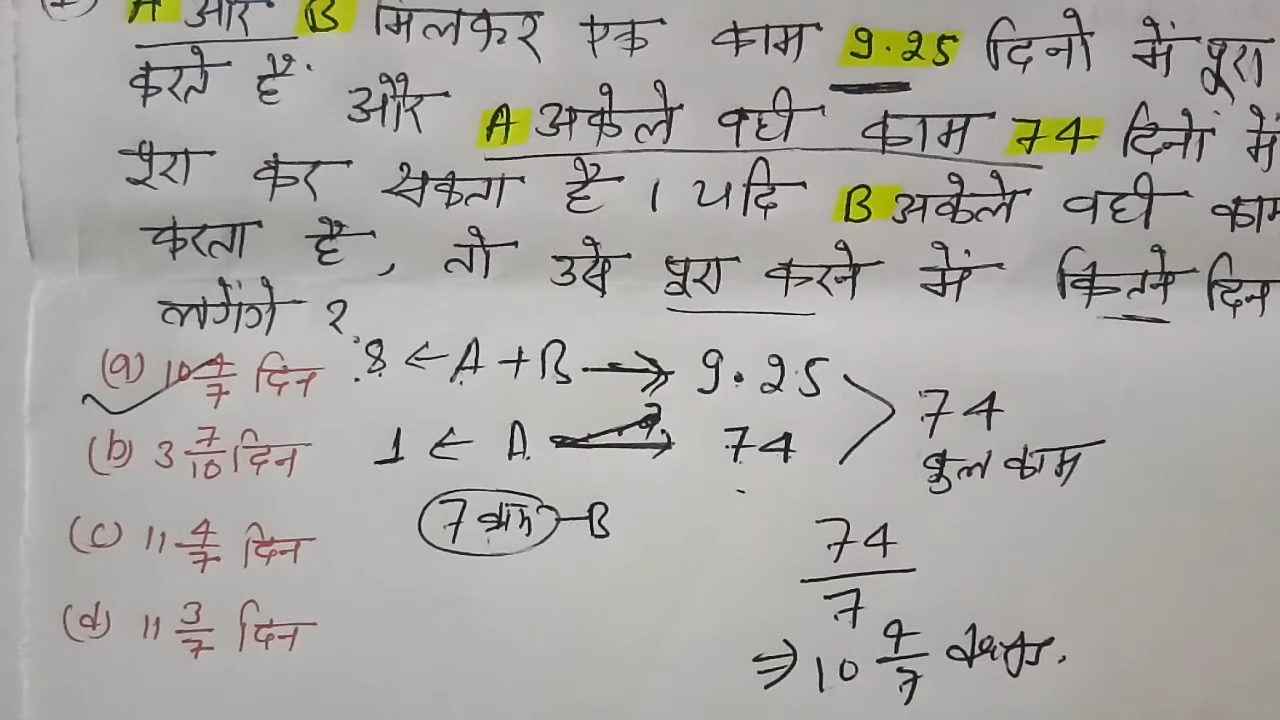 A और B मिलकर एक काम 9.25 दिनो में पूरा
करते हैं और A अकेले वही काम 74 दिनों में
पूरा कर सकता है । यदि B अकेले वही काम
करता है, तो उसे पूरा करने में कितने दिन
लगेंगे ?
(a) 10 4/7 दिन
(b) 3 7/10 दिन
(c) 11 4/7 दिन
(d) 11 3/7 दिन
8 ← A + B → 9.25
1 ← A → 74
74
कुल काम
7 काम - B
74/7
⇒ 10 4/7 days.